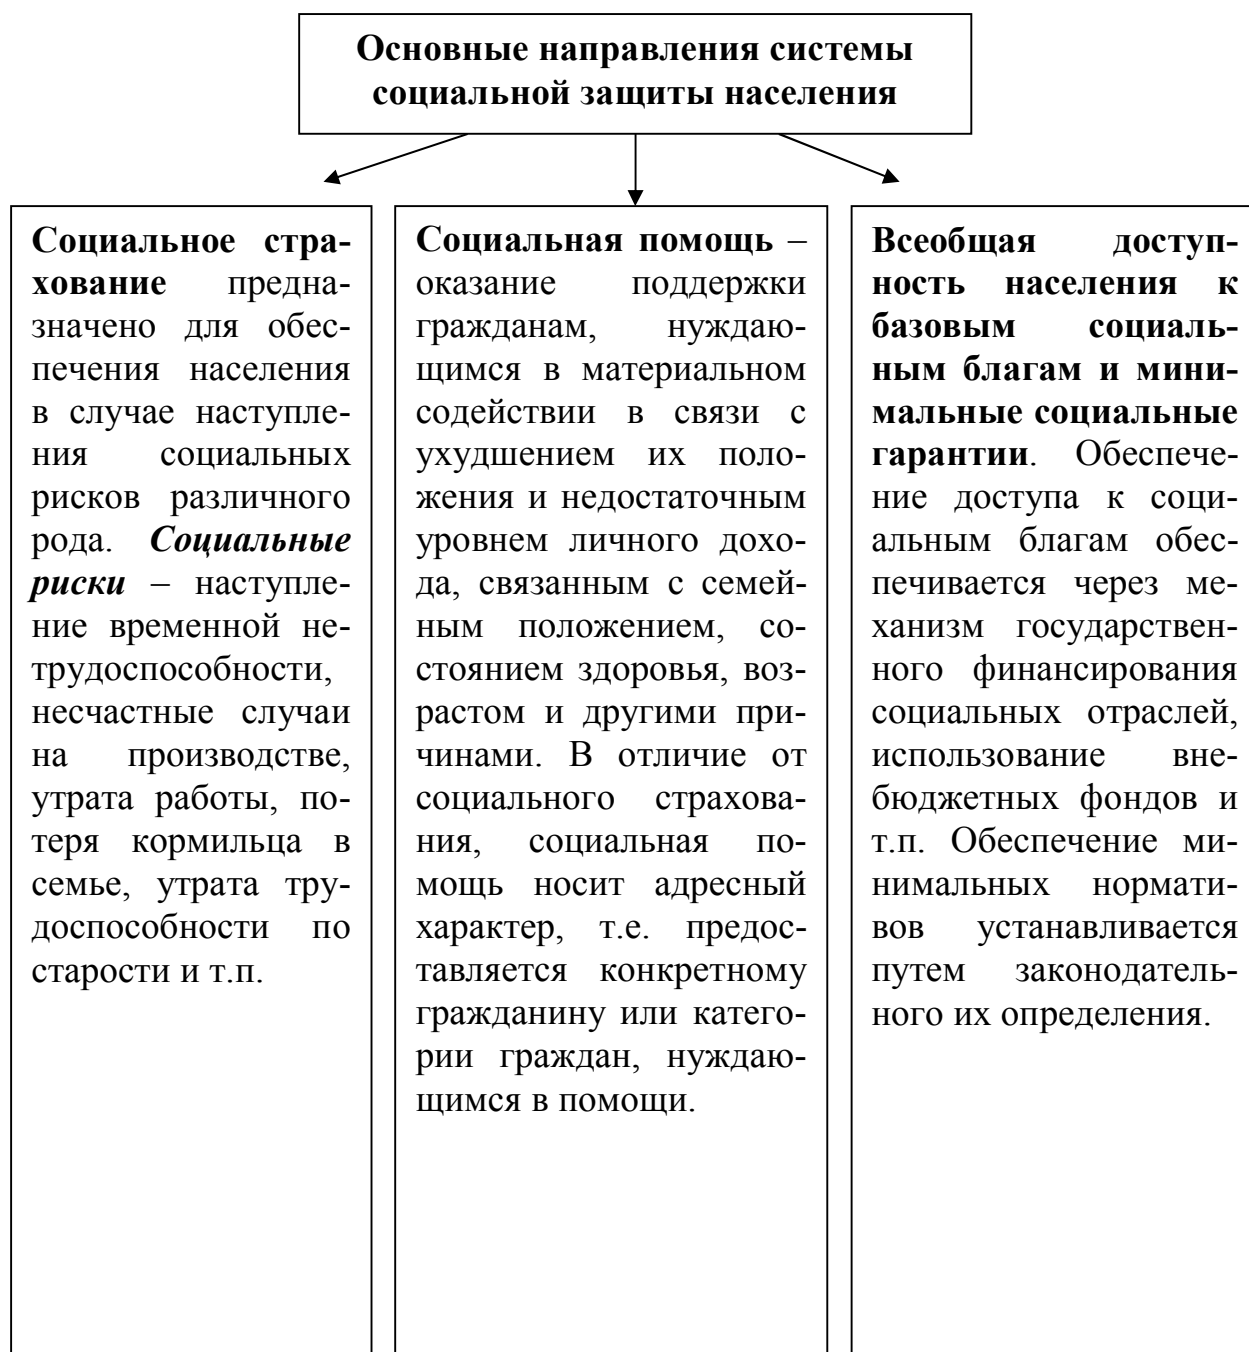 Основные направления системы
социальной защиты населения
Социальное стра-
хование предна-
значено для обес-
печения населения
в случае наступле-
ния социальных
рисков различного
рода. Социальные
риски – наступле-
ние временной не-
трудоспособности,
несчастные случаи
на производстве,
утрата работы, по-
теря кормильца в
семье, утрата тру-
доспособности по
старости и т.п.
Социальная помощь –
оказание поддержки
гражданам, нуждаю-
щимся в материальном
содействии в связи с
ухудшением их поло-
жения и недостаточным
уровнем личного дохо-
да, связанным с семей-
ным положением, со-
стоянием здоровья, воз-
растом и другими при-
чинами. В отличие от
социального страхова-
ния, социальная по-
мощь носит адресный
характер, т.е. предос-
тавляется конкретному
гражданину или катего-
рии граждан, нуждаю-
щимся в помощи.
Всеобщая доступ-
ность населения к
базовым социаль-
ным благам и мини-
мальные социальные
гарантии. Обеспече-
ние доступа к соци-
альным благам обес-
печивается через ме-
ханизм государствен-
ного финансирования
социальных отраслей,
использование вне-
бюджетных фондов и
т.п. Обеспечение ми-
нимальных нормати-
вов устанавливается
путем законодатель-
ного их определения.